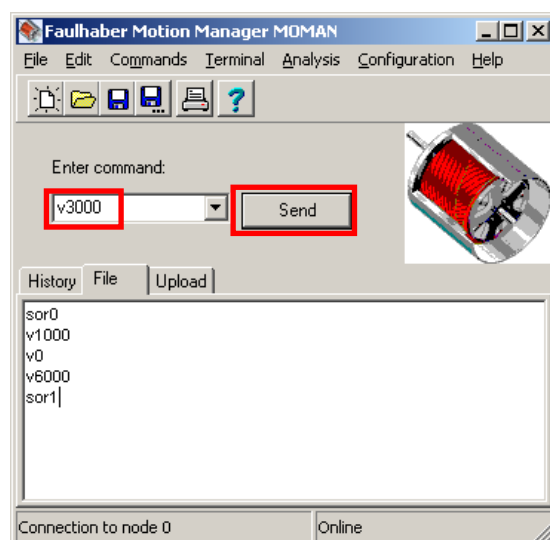 Faulhaber Motion Manager MOMAN
File Edit Commands Terminal Analysis Configuration Help
Enter command:
v3000 Send
History File Upload
sor0
v1000
v0
v6000
sor1
Connection to node 0 Online